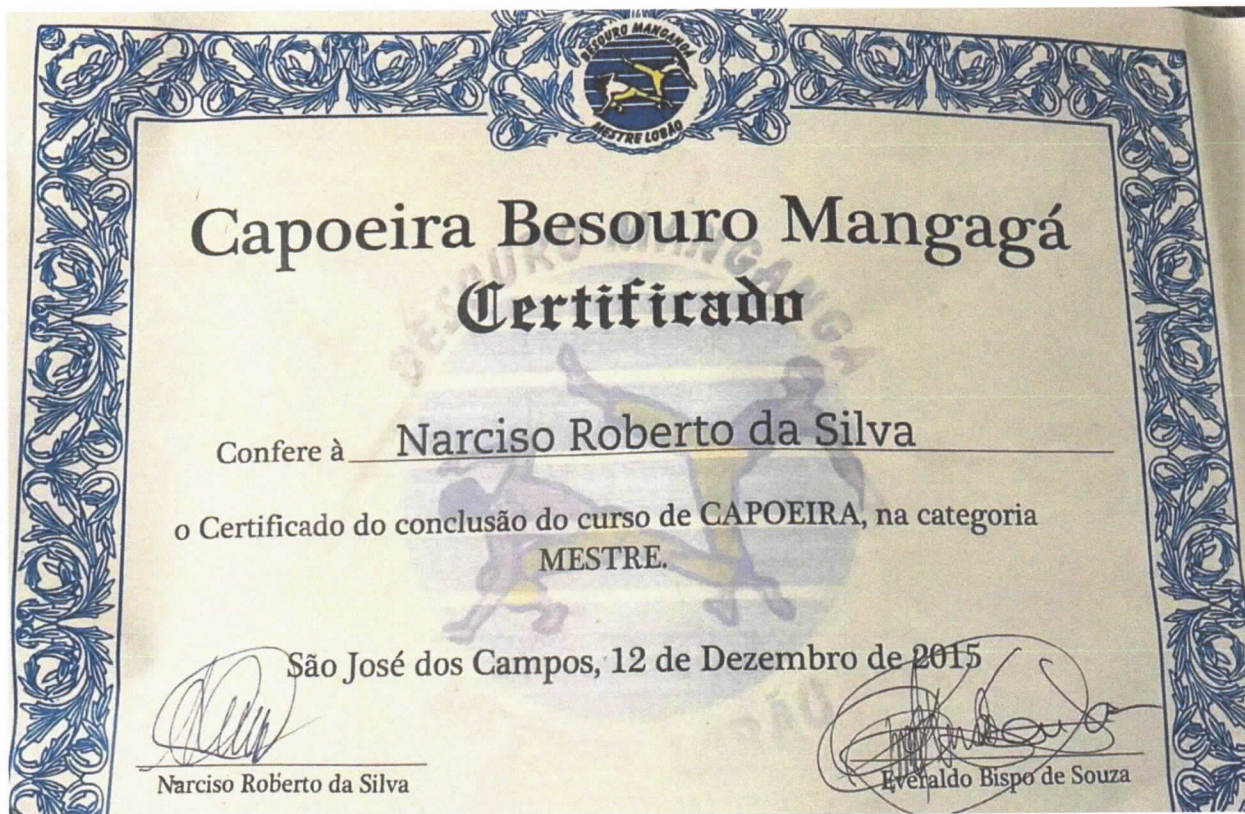 BESOURO MANGANGÁ
MESTRE LOBÃO
Capoeira Besouro Mangagá
Certificado
Confere à Narciso Roberto da Silva
o Certificado do conclusão do curso de CAPOEIRA, na categoria
MESTRE.
São José dos Campos, 12 de Dezembro de 2015
Narciso Roberto da Silva
Everaldo Bispo de Souza
BESOURO MANGANGÁ